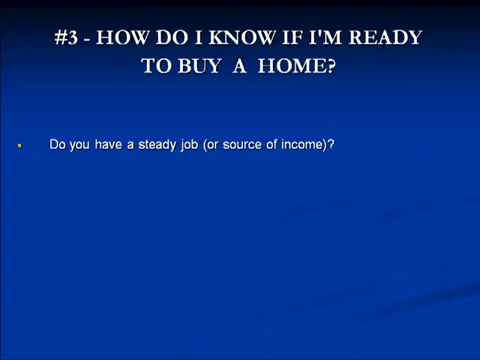 #3 - HOW DO I KNOW IF I'M READY
TO BUY A HOME?
Do you have a steady job (or source of income)?